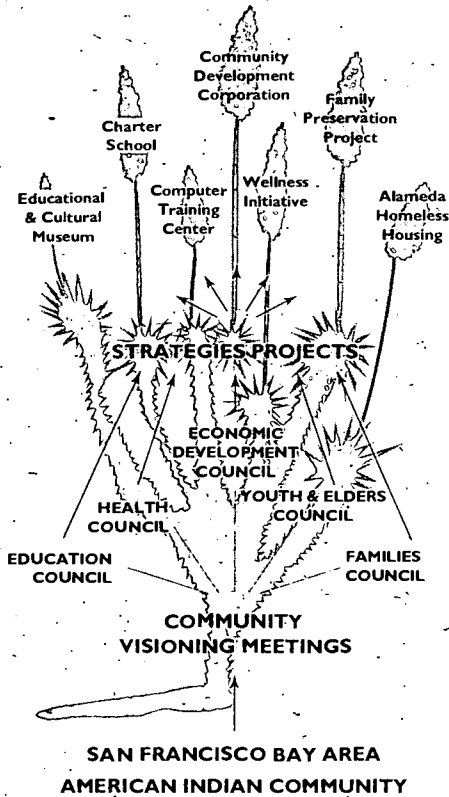 Community
Development
Corporation
Family
Preservation
Project
Charter
School
Computer
Training
Center
Wellness
Initiative
Educational
& Cultural
Museum
Alameda
Homeless
Housing
STRATEGIES PROJECTS
ECONOMIC
DEVELOPMENT
COUNCIL
HEALTH
COUNCIL
YOUTH & ELDERS
COUNCIL
EDUCATION
COUNCIL
FAMILIES
COUNCIL
COMMUNITY
VISIONING MEETINGS
SAN FRANCISCO BAY AREA
AMERICAN INDIAN COMMUNITY